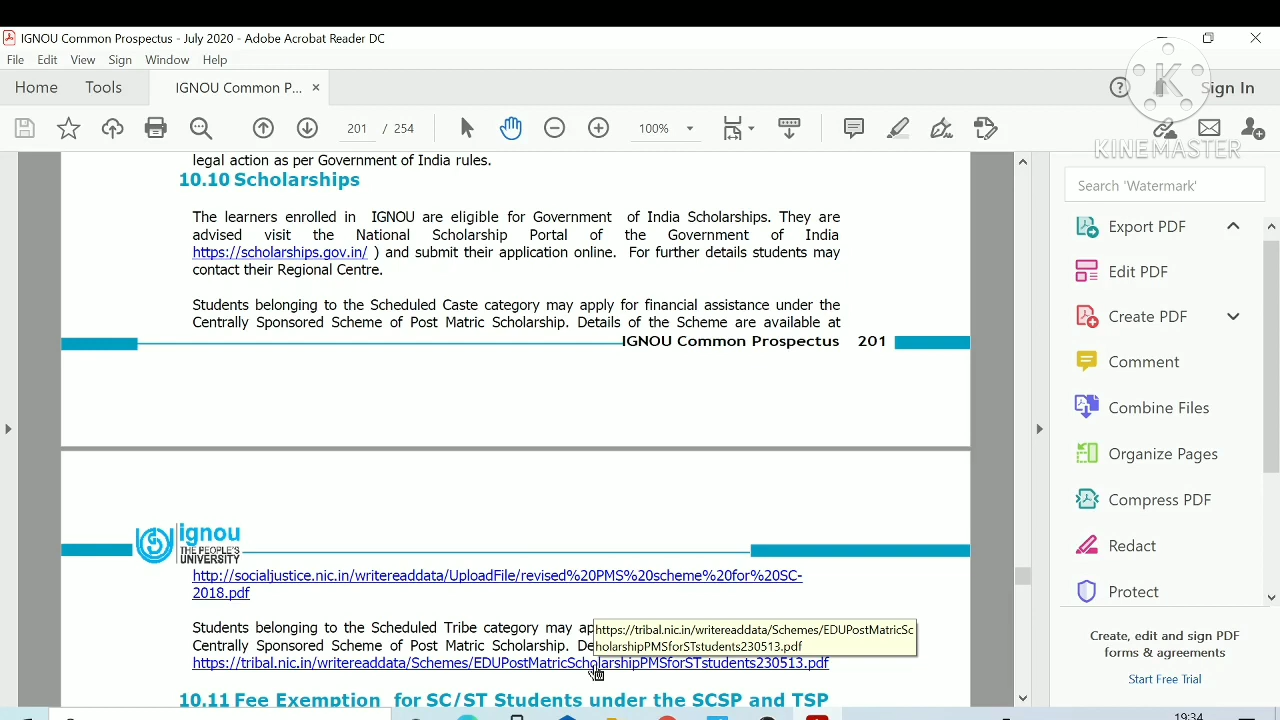 IGNOU Common Prospectus - July 2020 - Adobe Acrobat Reader DC
File Edit View Sign Window Help
Home Tools IGNOU Common P... × Sign In
201 / 254 100%
KINEMASTER
legal action as per Government of India rules.
10.10 Scholarships
The learners enrolled in IGNOU are eligible for Government of India Scholarships. They are
advised visit the National Scholarship Portal of the Government of India
https://scholarships.gov.in/ ) and submit their application online. For further details students may
contact their Regional Centre.
Students belonging to the Scheduled Caste category may apply for financial assistance under the
Centrally Sponsored Scheme of Post Matric Scholarship. Details of the Scheme are available at
IGNOU Common Prospectus 201
ignou
THE PEOPLE'S
UNIVERSITY
http://socialjustice.nic.in/writereaddata/UploadFile/revised%20PMS%20scheme%20for%20SC-
2018.pdf
Students belonging to the Scheduled Tribe category may ap
Centrally Sponsored Scheme of Post Matric Scholarship. De
https://tribal.nic.in/writereaddata/Schemes/EDUPostMatricSc
holarshipPMSforSTstudents230513.pdf
https://tribal.nic.in/writereaddata/Schemes/EDUPostMatricScholarshipPMSforSTstudents230513.pdf
10.11 Fee Exemption for SC/ST Students under the SCSP and TSP
Search 'Watermark'
Export PDF
Edit PDF
Create PDF
Comment
Combine Files
Organize Pages
Compress PDF
Redact
Protect
Create, edit and sign PDF
forms & agreements
Start Free Trial
19:34